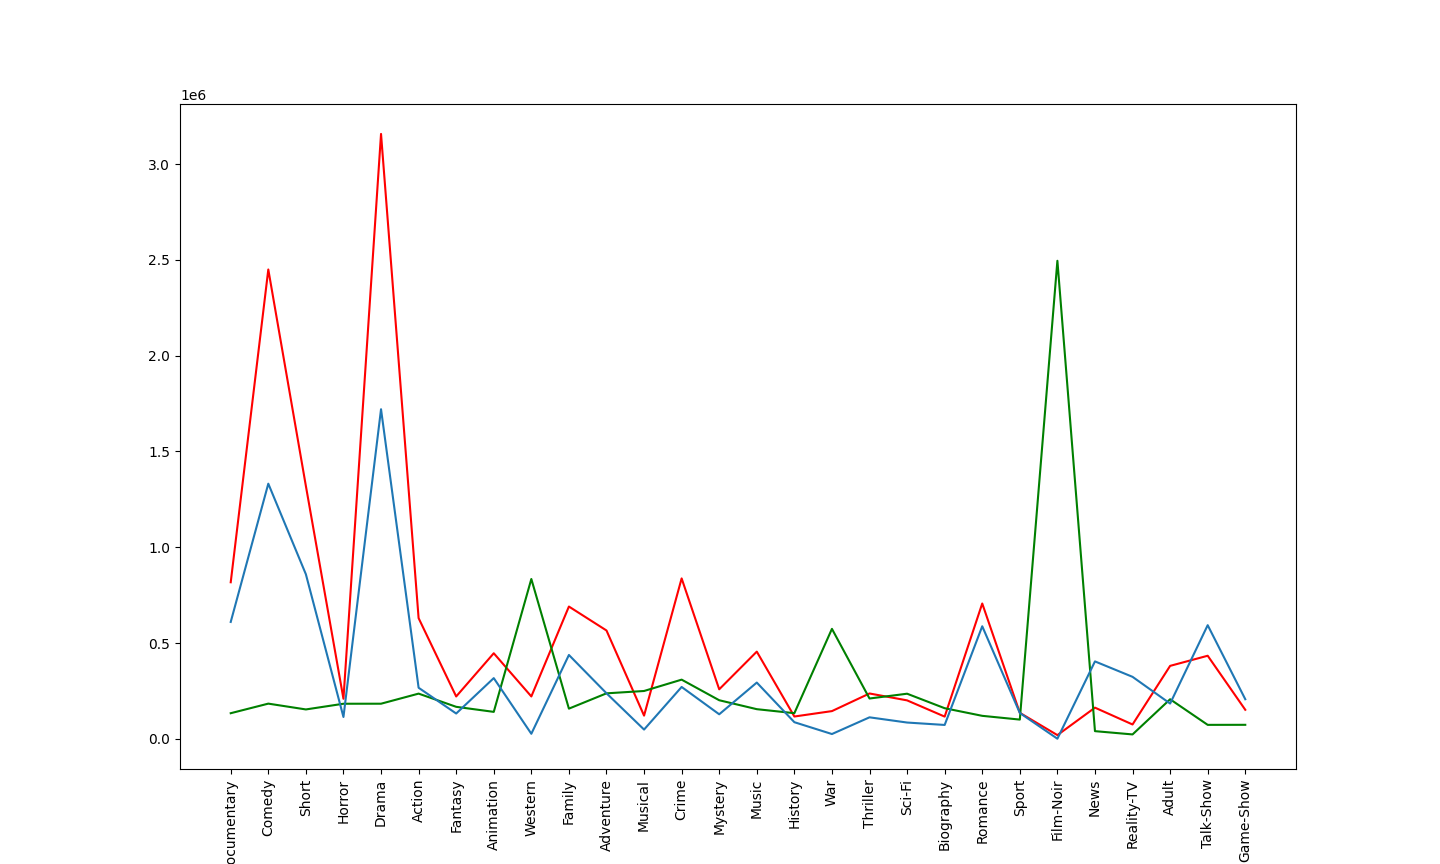 1e6
3.0
2.5
2.0
1.5
1.0
0.5
0.0
ocumentary
Comedy
Short
Horror
Drama
Action
Fantasy
Animation
Western
Family
Adventure
Musical
Crime
Mystery
Music
History
War
Thriller
Sci-Fi
Biography
Romance
Sport
Film-Noir
News
Reality-TV
Adult
Talk-Show
Game-Show